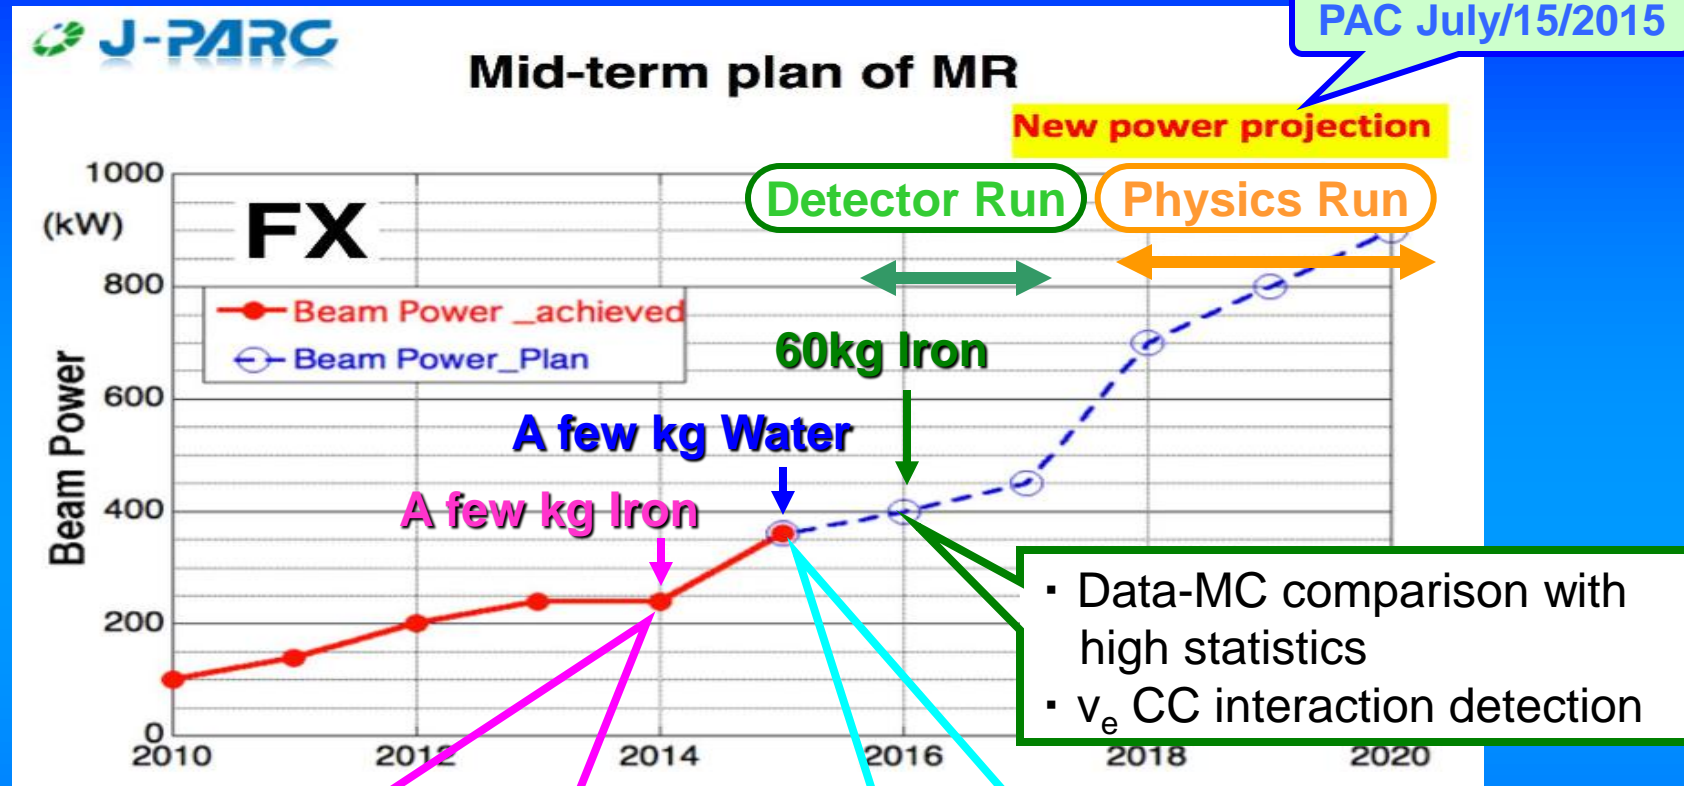 PAC July/15/2015
J-PARC
Mid-term plan of MR
New power projection
1000
(kW)
FX
Detector Run
Physics Run
800
Beam Power _achieved
Beam Power_Plan
60kg Iron
600
Beam Power
A few kg Water
A few kg Iron
400
200
0
・Data-MC comparison with
high statistics
・νe CC interaction detection
2010
2012
2014
2016
2018
2020